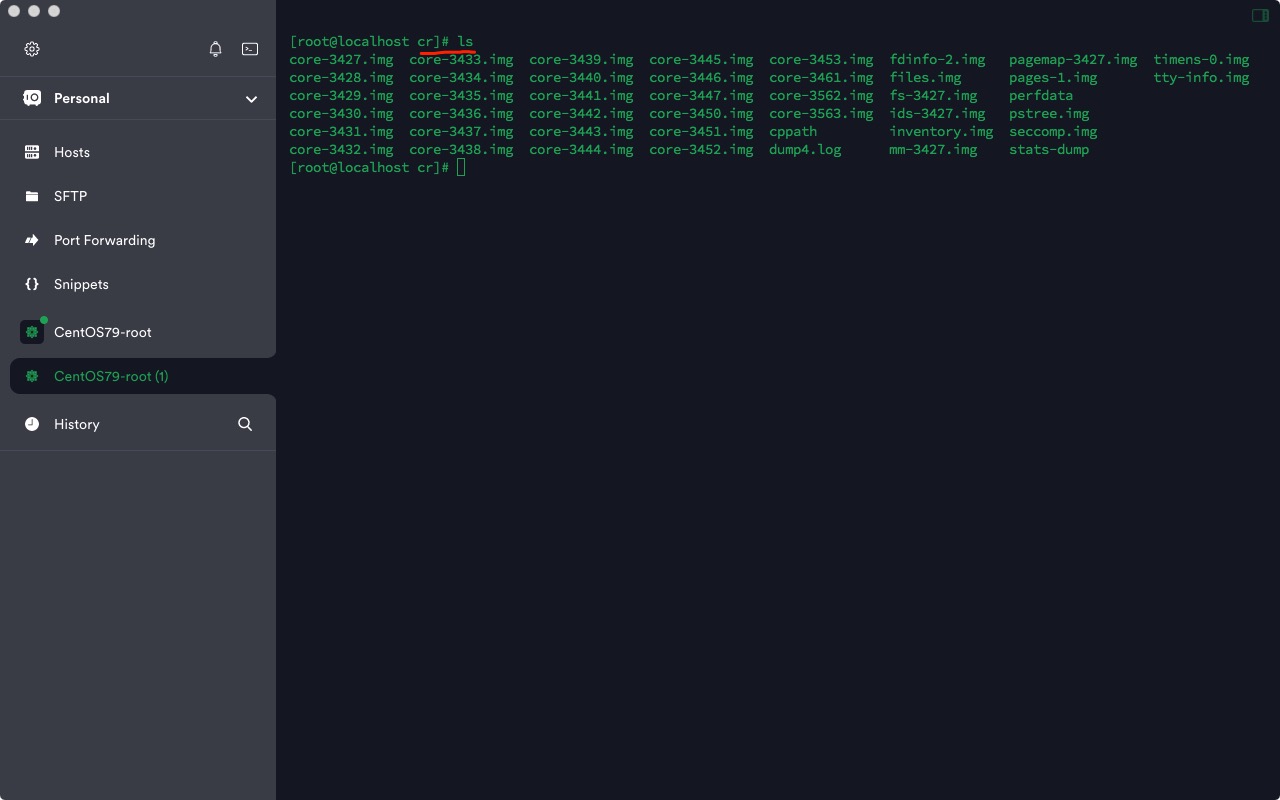 Personal
Hosts
SFTP
Port Forwarding
Snippets
CentOS79-root
CentOS79-root (1)
History
[root@localhost cr]# ls
core-3427.img core-3433.img core-3439.img core-3445.img core-3453.img fdinfo-2.img pagemap-3427.img timens-0.img
core-3428.img core-3434.img core-3440.img core-3446.img core-3461.img files.img pages-1.img tty-info.img
core-3429.img core-3435.img core-3441.img core-3447.img core-3562.img fs-3427.img perfdata
core-3430.img core-3436.img core-3442.img core-3450.img core-3563.img ids-3427.img pstree.img
core-3431.img core-3437.img core-3443.img core-3451.img cppath inventory.img seccomp.img
core-3432.img core-3438.img core-3444.img core-3452.img dump4.log mm-3427.img stats-dump
[root@localhost cr]#